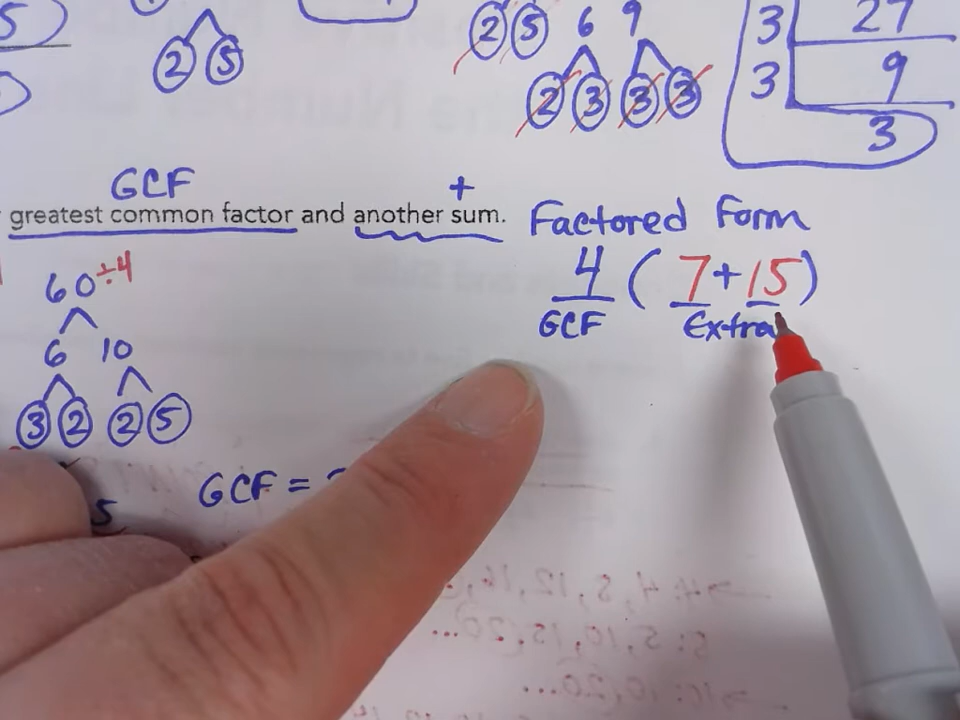 5
2 5
2 5 6 9
2 3 3 3
3 27
3 9
3
GCF +
greatest common factor and another sum. Factored Form
60÷4 4 (7+15)
GCF Extra
6 10
3 2 2 5
GCF =
5